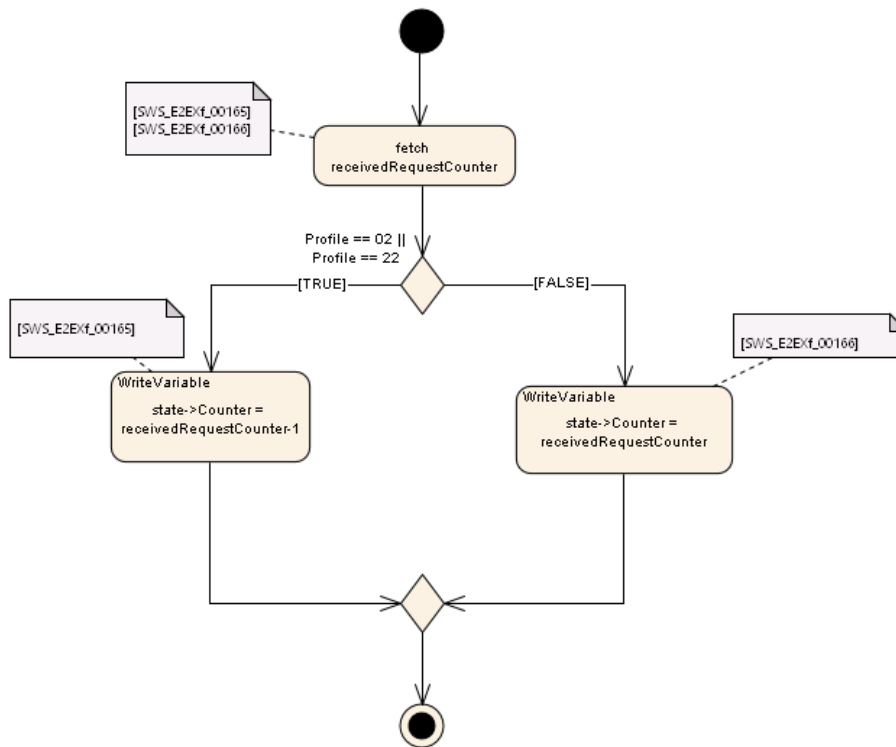 [SWS_E2EXf_00165]
[SWS_E2EXf_00166]
fetch
receivedRequestCounter
Profile == 02 ||
Profile == 22
[TRUE]
[FALSE]
[SWS_E2EXf_00165]
[SWS_E2EXf_00166]
WriteVariable
state->Counter =
receivedRequestCounter-1
WriteVariable
state->Counter =
receivedRequestCounter